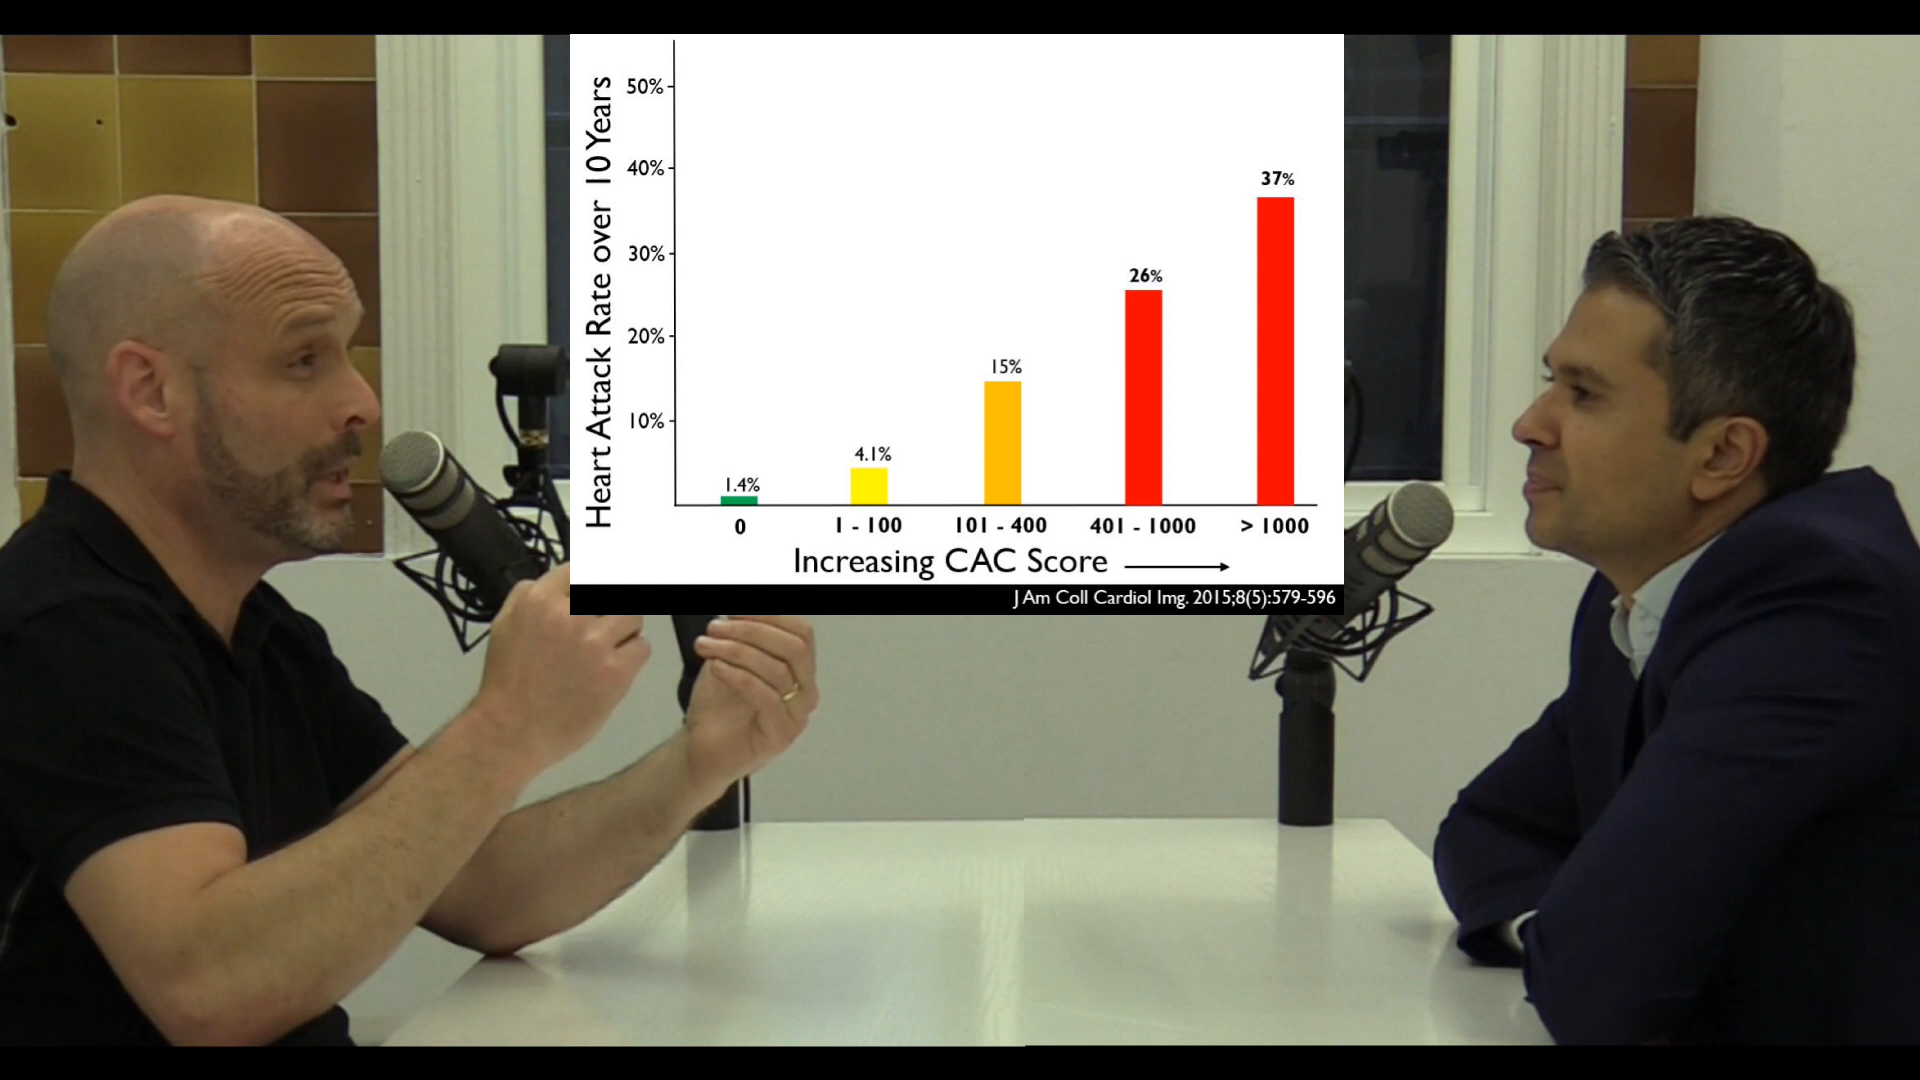 Heart Attack Rate over 10 Years
50%
40%
30%
20%
10%
1.4%
4.1%
15%
26%
37%
0
1 - 100
101 - 400
401 - 1000
> 1000
Increasing CAC Score
J Am Coll Cardiol Img. 2015;8(5):579-596